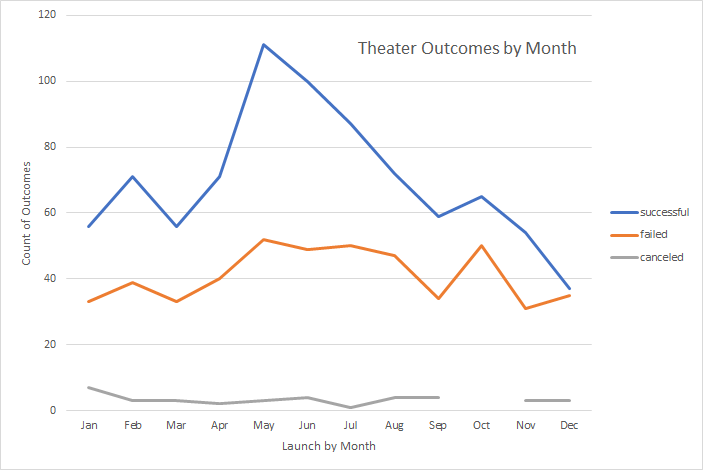 Theater Outcomes by Month
120
100
80
60
40
20
0
Count of Outcomes
Jan Feb Mar Apr May Jun Jul Aug Sep Oct Nov Dec
Launch by Month
successful
failed
canceled